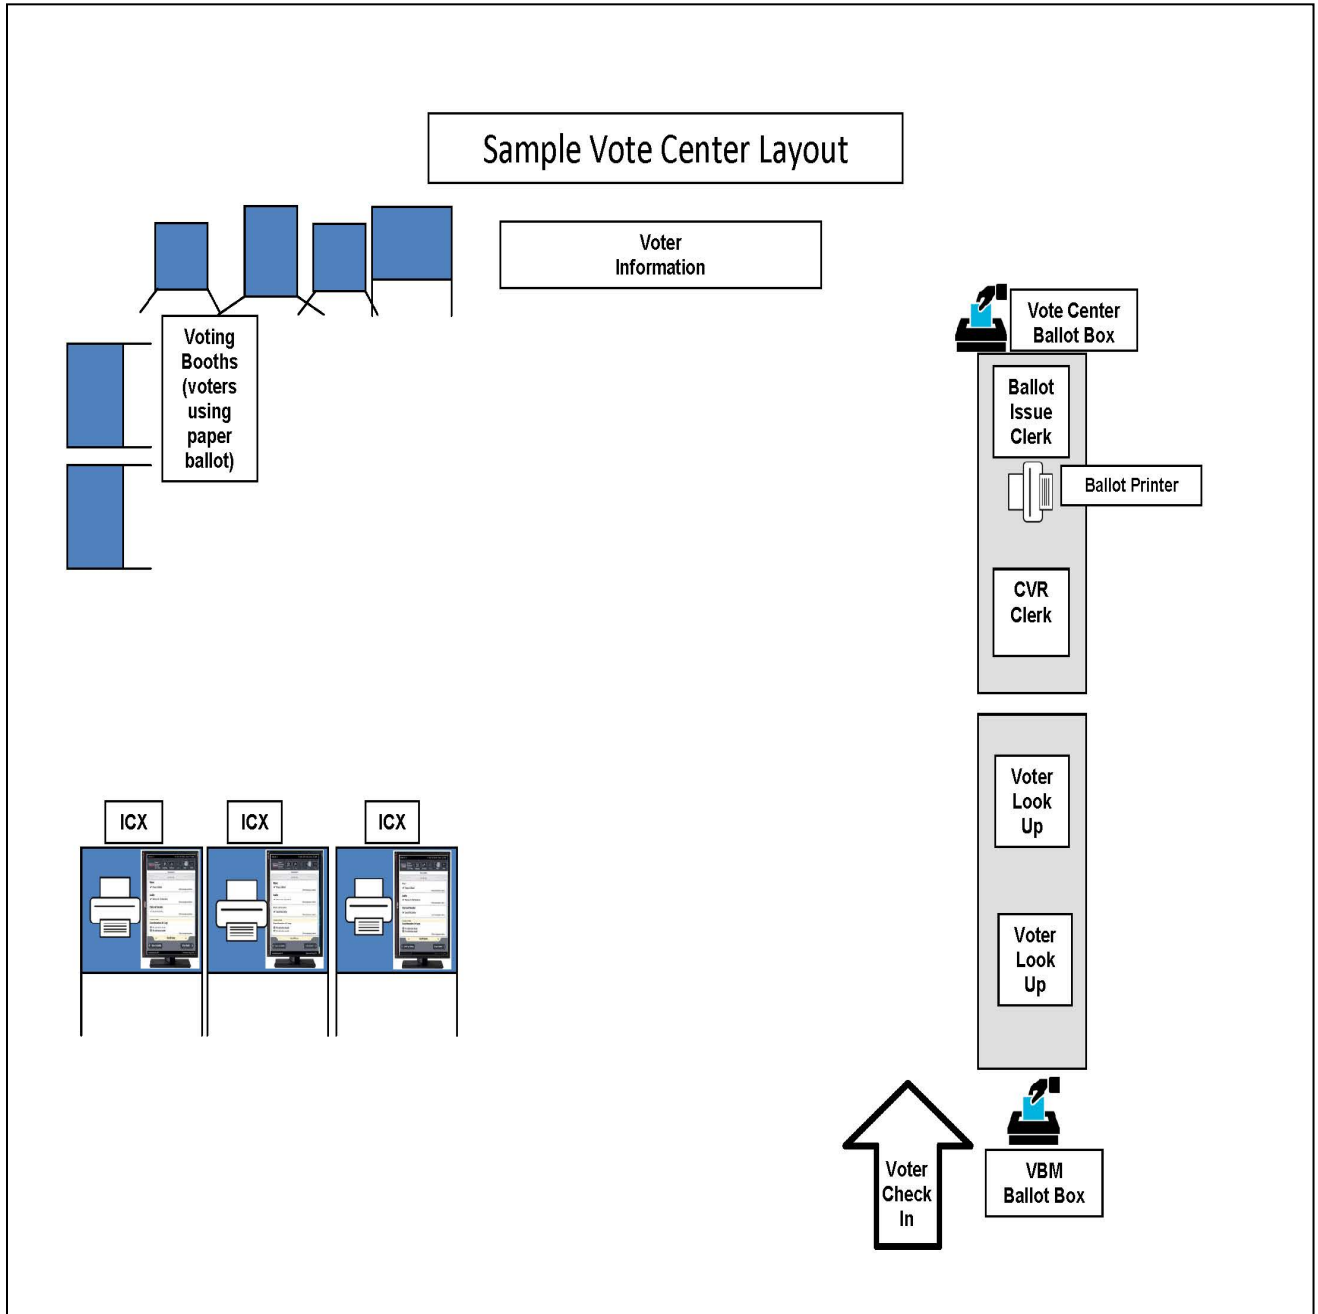 Sample Vote Center Layout
Voter
Information
Vote Center
Ballot Box
Voting
Booths
(voters
using
paper
ballot)
Ballot
Issue
Clerk
Ballot Printer
CVR
Clerk
Voter
Look
Up
ICX
ICX
ICX
Voter
Look
Up
Voter
Check
In
VBM
Ballot Box